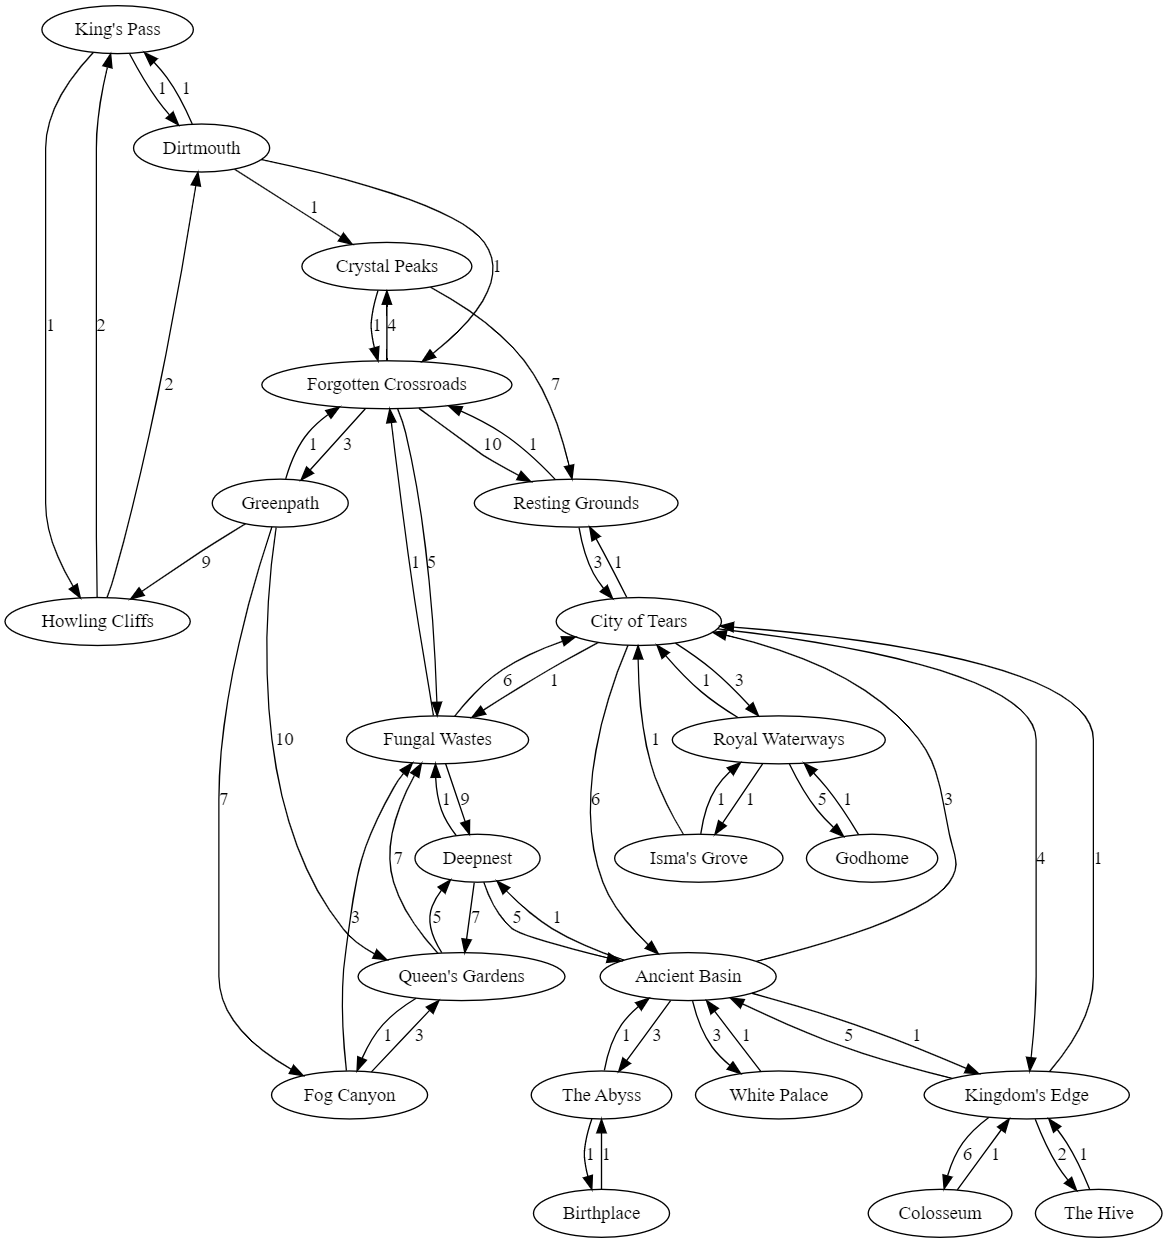 King's Pass
1 1
Dirtmouth
1
Crystal Peaks
1
1 2 1 4
Forgotten Crossroads
2 7
1 3 10 1
Greenpath
Resting Grounds
9 1 5 3 1
Howling Cliffs
City of Tears
6 1 1 3
10 Fungal Wastes 1 Royal Waterways
7 1 9 6 1 1 5 1 3
Deepnest
Isma's Grove
Godhome
7 4 1
3 5 7 5 1
Queen's Gardens
Ancient Basin
1 3 1 3 3 1 5 1
Fog Canyon
The Abyss
White Palace
Kingdom's Edge
1 1 6 1 2 1
Birthplace
Colosseum
The Hive